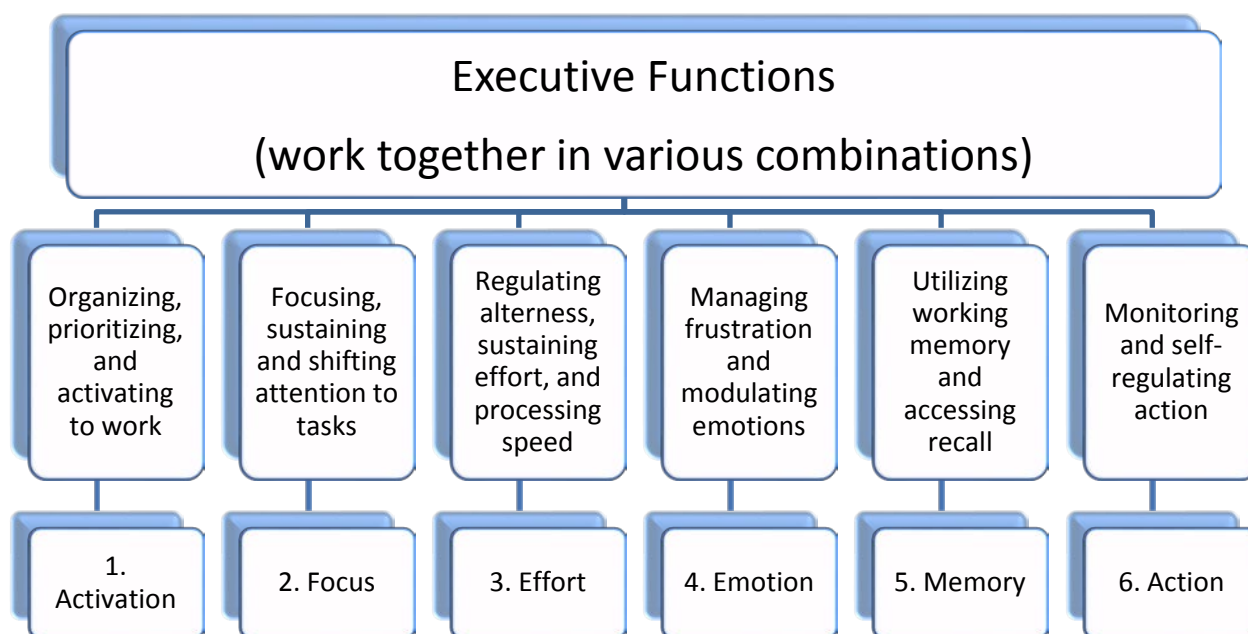 Executive Functions
(work together in various combinations)
Organizing,
prioritizing,
and
activating
to work
Focusing,
sustaining
and shifting
attention to
tasks
Regulating
alterness,
sustaining
effort, and
processing
speed
Managing
frustration
and
modulating
emotions
Utilizing
working
memory
and
accessing
recall
Monitoring
and self-
regulating
action
1.
Activation
2. Focus
3. Effort
4. Emotion
5. Memory
6. Action